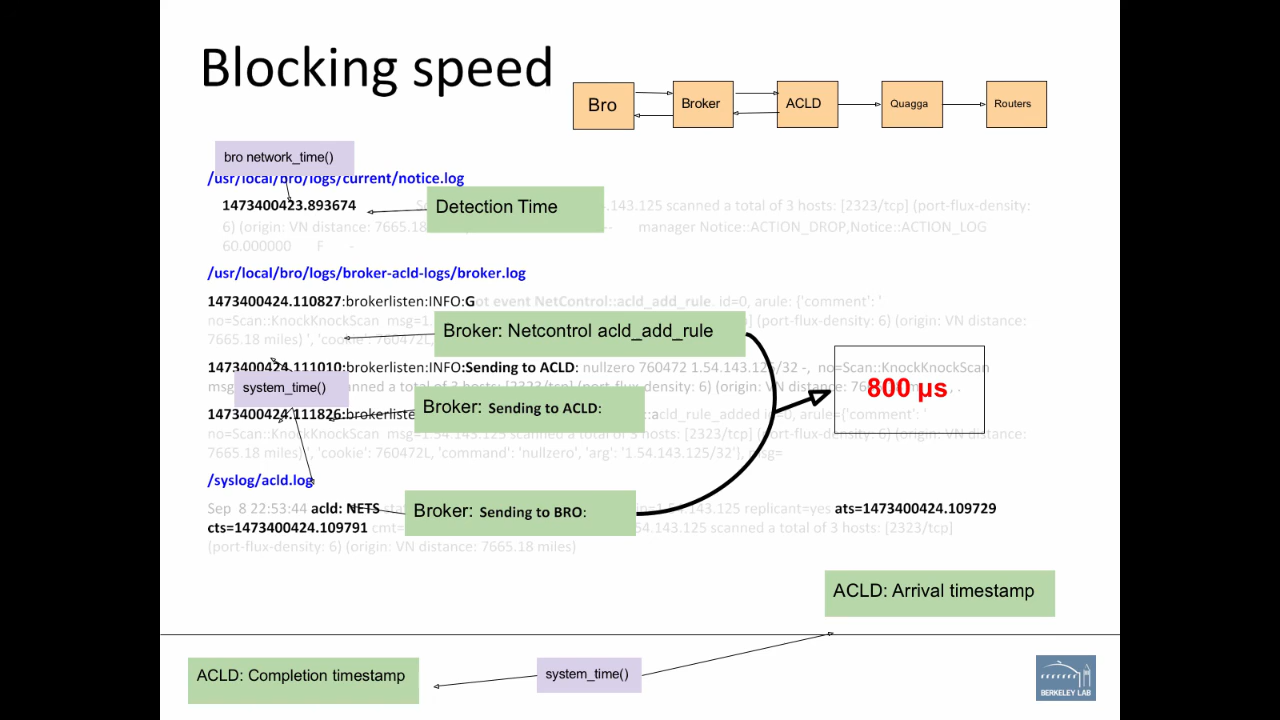 Blocking speed
Bro
Broker
ACLD
Quagga
Routers
bro network_time()
/usr/local/bro/logs/current/notice.log
1473400423.893674
Detection Time
.143.125 scanned a total of 3 hosts: [2323/tcp] (port-flux-density:
6) (origin: VN distance: 7665.18 manager Notice::ACTION_DROP,Notice::ACTION_LOG
60.000000 F -
/usr/local/bro/logs/broker-acld-logs/broker.log
1473400424.110827:brokerlisten:INFO:Got event NetControl::acld_add_rule. id=0, arule: {'comment': '
no=Scan::KnockKnockScan msg=1. (port-flux-density: 6) (origin: VN distance:
7665.18 miles) ', 'cookie': 760472L,
Broker: Netcontrol acld_add_rule
1473400424.111010:brokerlisten:INFO:Sending to ACLD: nullzero 760472 1.54.143.125/32 -, no=Scan::KnockKnockScan
a total of 3 hosts: [2323/tcp] (port-flux-density: 6) (origin: VN distance:
system_time()
800 µs
Broker: Sending to ACLD:
1473400424.111826:brokerliste ::acld_rule_added id=0, arule={'comment': '
no=Scan::KnockKnockScan msg=1.54.143.125 scanned a total of 3 hosts: [2323/tcp] (port-flux-density: 6) (origin: VN distance:
7665.18 miles) ', 'cookie': 760472L, 'command': 'nullzero', 'arg': '1.54.143.125/32'}, msg=
/syslog/acld.log
Sep 8 22:53:44 acld: NETS 1.54.143.125 replicant=yes ats=1473400424.109729
Broker: Sending to BRO:
cts=1473400424.109791 cmt= .54.143.125 scanned a total of 3 hosts: [2323/tcp]
(port-flux-density: 6) (origin: VN distance: 7665.18 miles)
ACLD: Arrival timestamp
ACLD: Completion timestamp
system_time()
BERKELEY LAB